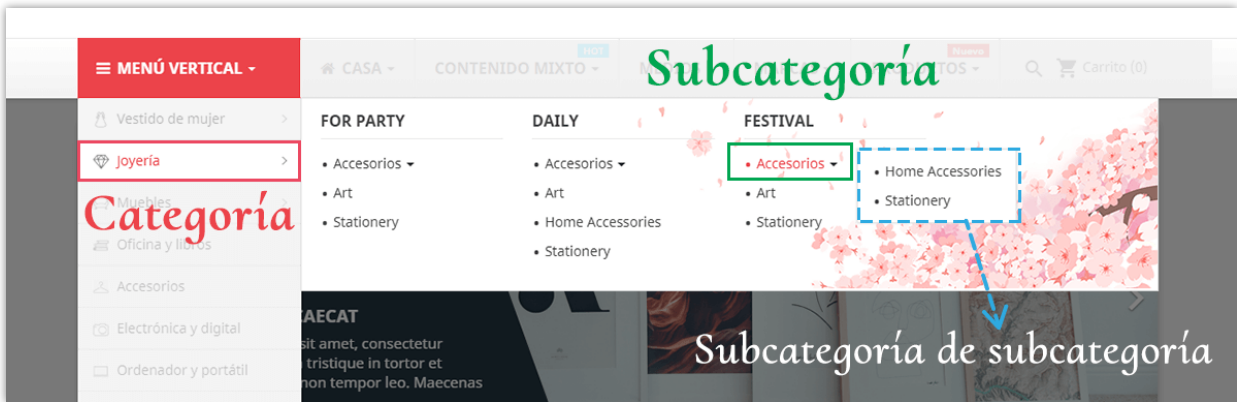 MENÚ VERTICAL
CASA
HOT
CONTENIDO MIXTO
Nuevo
Carrito (0)
Subcategoría
Vestido de mujer
Joyería
Muebles
Oficina y libros
Accesorios
Electrónica y digital
Ordenador y portátil
Categoría
FOR PARTY
• Accesorios
• Art
• Stationery
DAILY
• Accesorios
• Art
• Home Accessories
• Stationery
FESTIVAL
• Accesorios
• Art
• Stationery
• Home Accessories
• Stationery
Subcategoría de subcategoría
AECAT
sit amet, consectetur
tristique in tortor et
non tempor leo. Maecenas